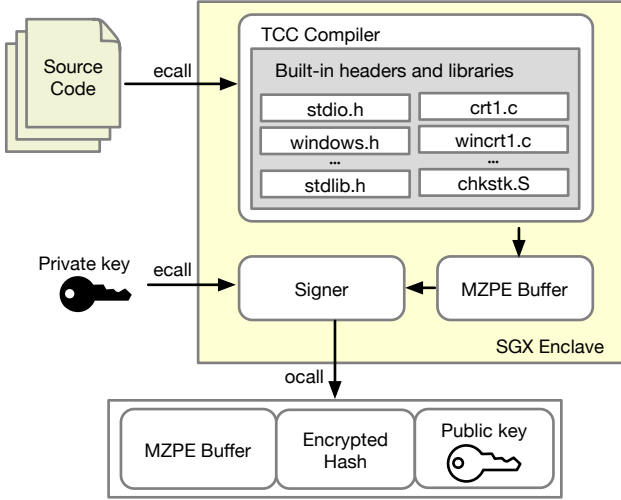 TCC Compiler
Source
Code
ecall
Built-in headers and libraries
stdio.h
crt1.c
windows.h
wincrt1.c
...
...
stdlib.h
chkstk.S
Private key
ecall
Signer
MZPE Buffer
SGX Enclave
ocall
MZPE Buffer
Encrypted
Hash
Public key